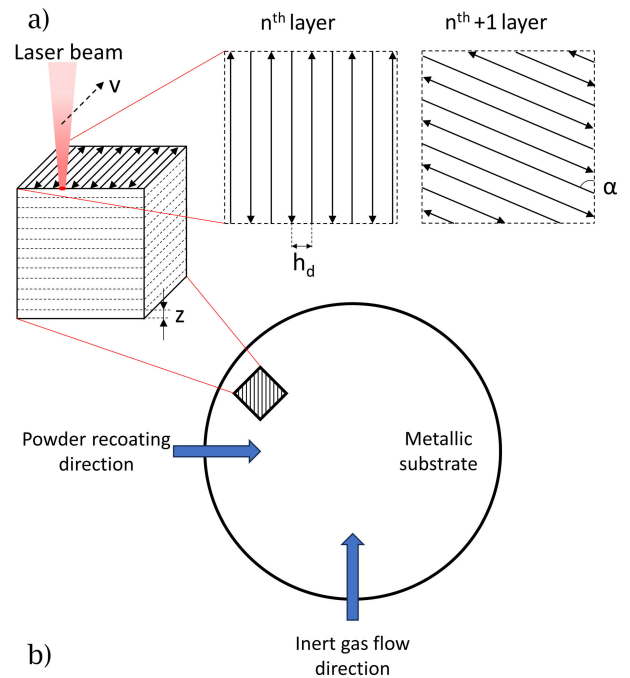 a)
Laser beam
v
nth layer
nth +1 layer
α
hd
z
Powder recoating
direction
Metallic
substrate
Inert gas flow
direction
b)